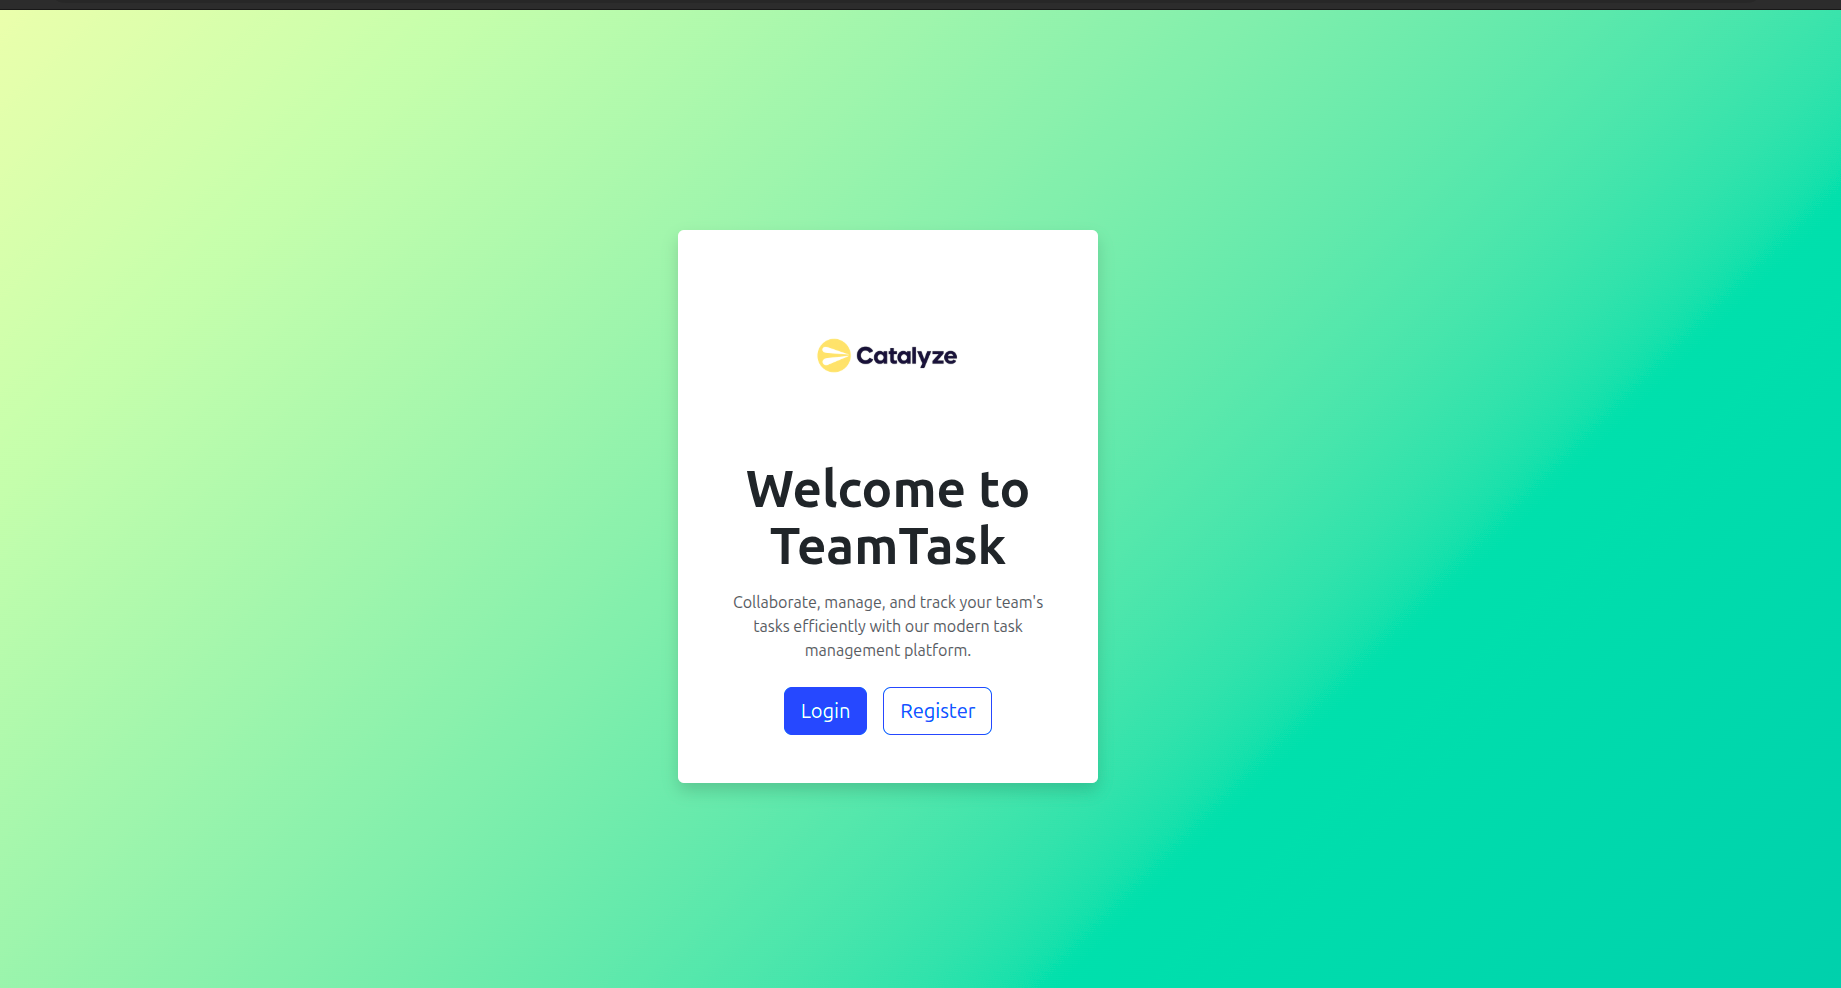 Catalyze
Welcome to
TeamTask
Collaborate, manage, and track your team's
tasks efficiently with our modern task
management platform.
Login Register